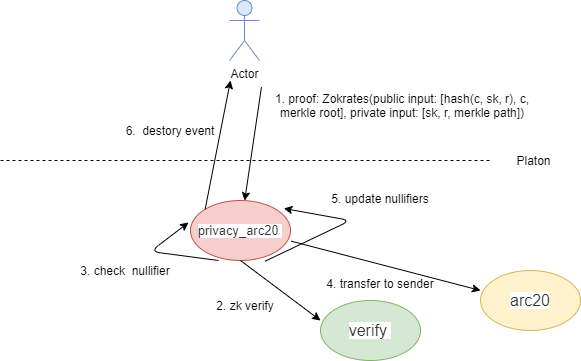 Actor
1. proof: Zokrates(public input: [hash(c, sk, r), c,
merkle root], private input: [sk, r, merkle path])
6. destory event
Platon
5. update nullifiers
privacy_arc20
3. check nullifier
4. transfer to sender
2. zk verify
arc20
verify